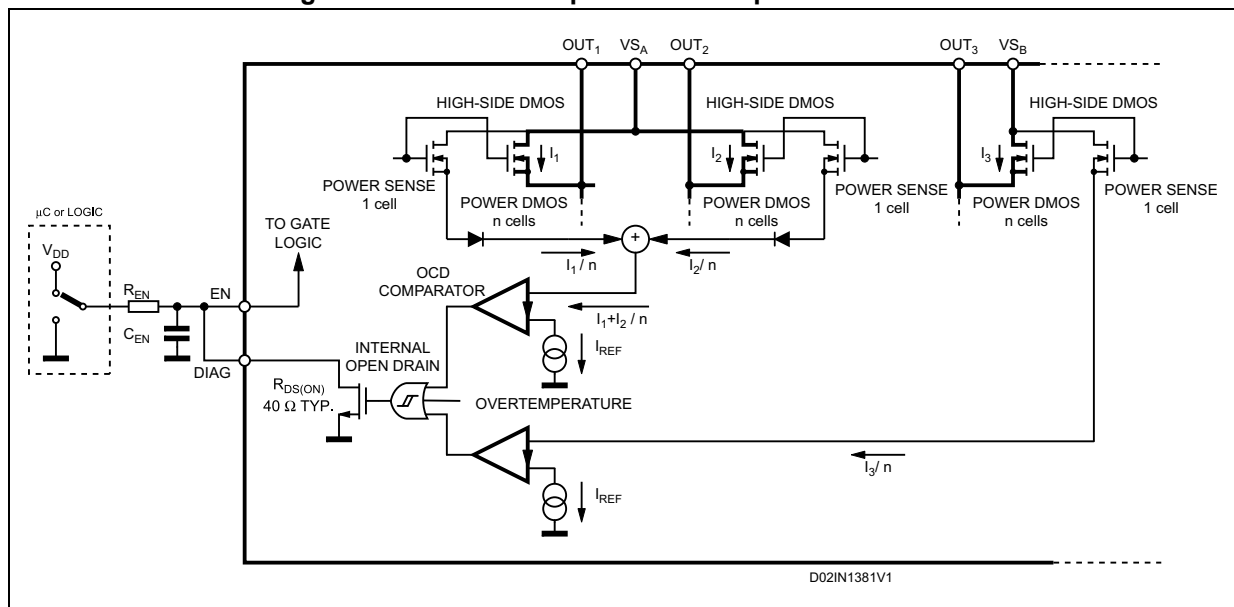 OUT1 VSA OUT2 OUT3 VSB
HIGH-SIDE DMOS
HIGH-SIDE DMOS
HIGH-SIDE DMOS
I1
I2
I3
POWER SENSE
1 cell
POWER DMOS
n cells
POWER DMOS
n cells
POWER SENSE
1 cell
POWER DMOS
n cells
POWER SENSE
1 cell
μC or LOGIC
VDD
REN
CEN
EN
TO GATE
LOGIC
DIAG
+
I1/ n
I2/ n
OCD
COMPARATOR
I1+I2 / n
IREF
INTERNAL
OPEN DRAIN
RDS(ON)
40 Ω TYP.
OVERTEMPERATURE
I3/ n
IREF
D02IN1381V1